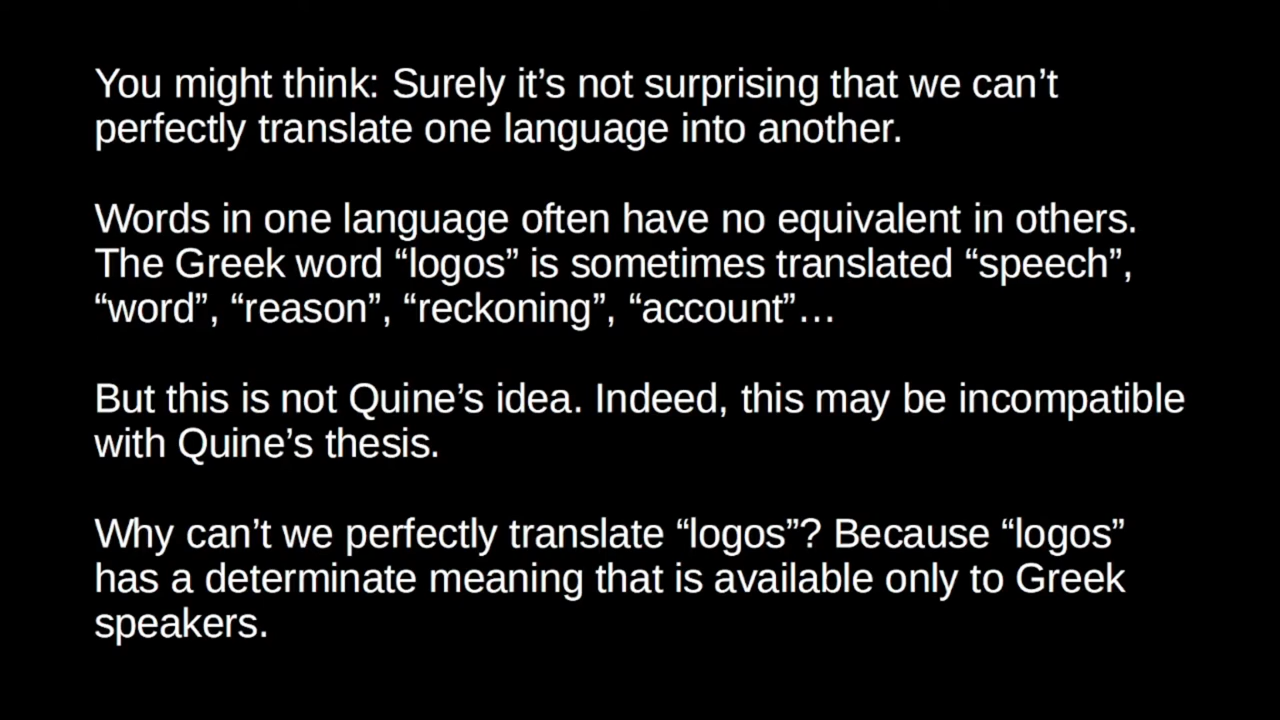 You might think: Surely it’s not surprising that we can’t
perfectly translate one language into another.
Words in one language often have no equivalent in others.
The Greek word “logos” is sometimes translated “speech”,
“word”, “reason”, “reckoning”, “account”…
But this is not Quine’s idea. Indeed, this may be incompatible
with Quine’s thesis.
Why can’t we perfectly translate “logos”? Because “logos”
has a determinate meaning that is available only to Greek
speakers.